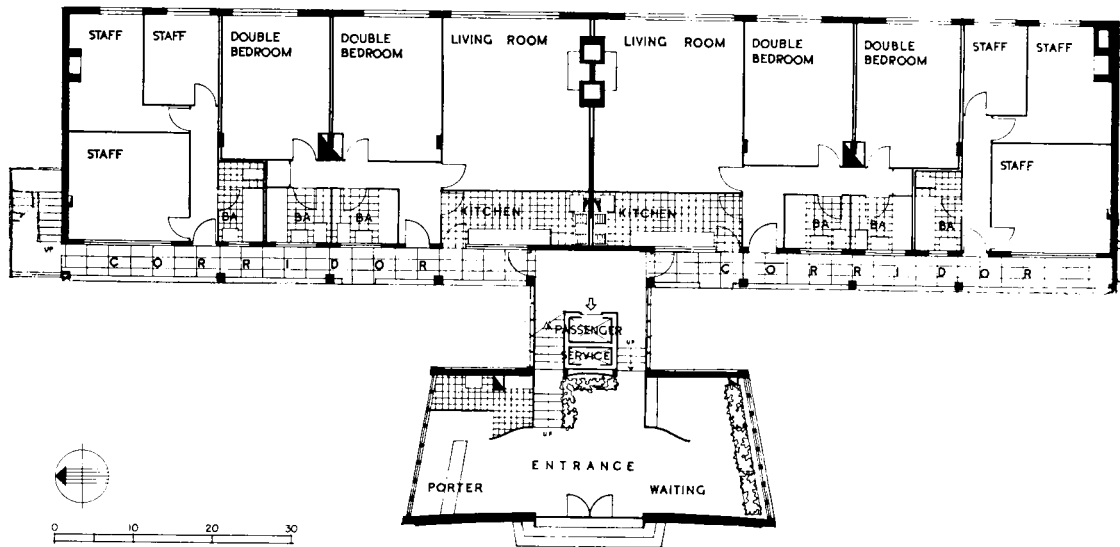 STAFF
STAFF
DOUBLE
BEDROOM
DOUBLE
BEDROOM
LIVING ROOM
LIVING ROOM
DOUBLE
BEDROOM
DOUBLE
BEDROOM
STAFF
STAFF
STAFF
STAFF
BA
BA
BA
KITCHEN
KITCHEN
BA
BA
BA
UP
CORRIDOR
CORRIDOR
PASSENGER
SERVICE
UP
UP
ENTRANCE
PORTER
WAITING
0 10 20 30